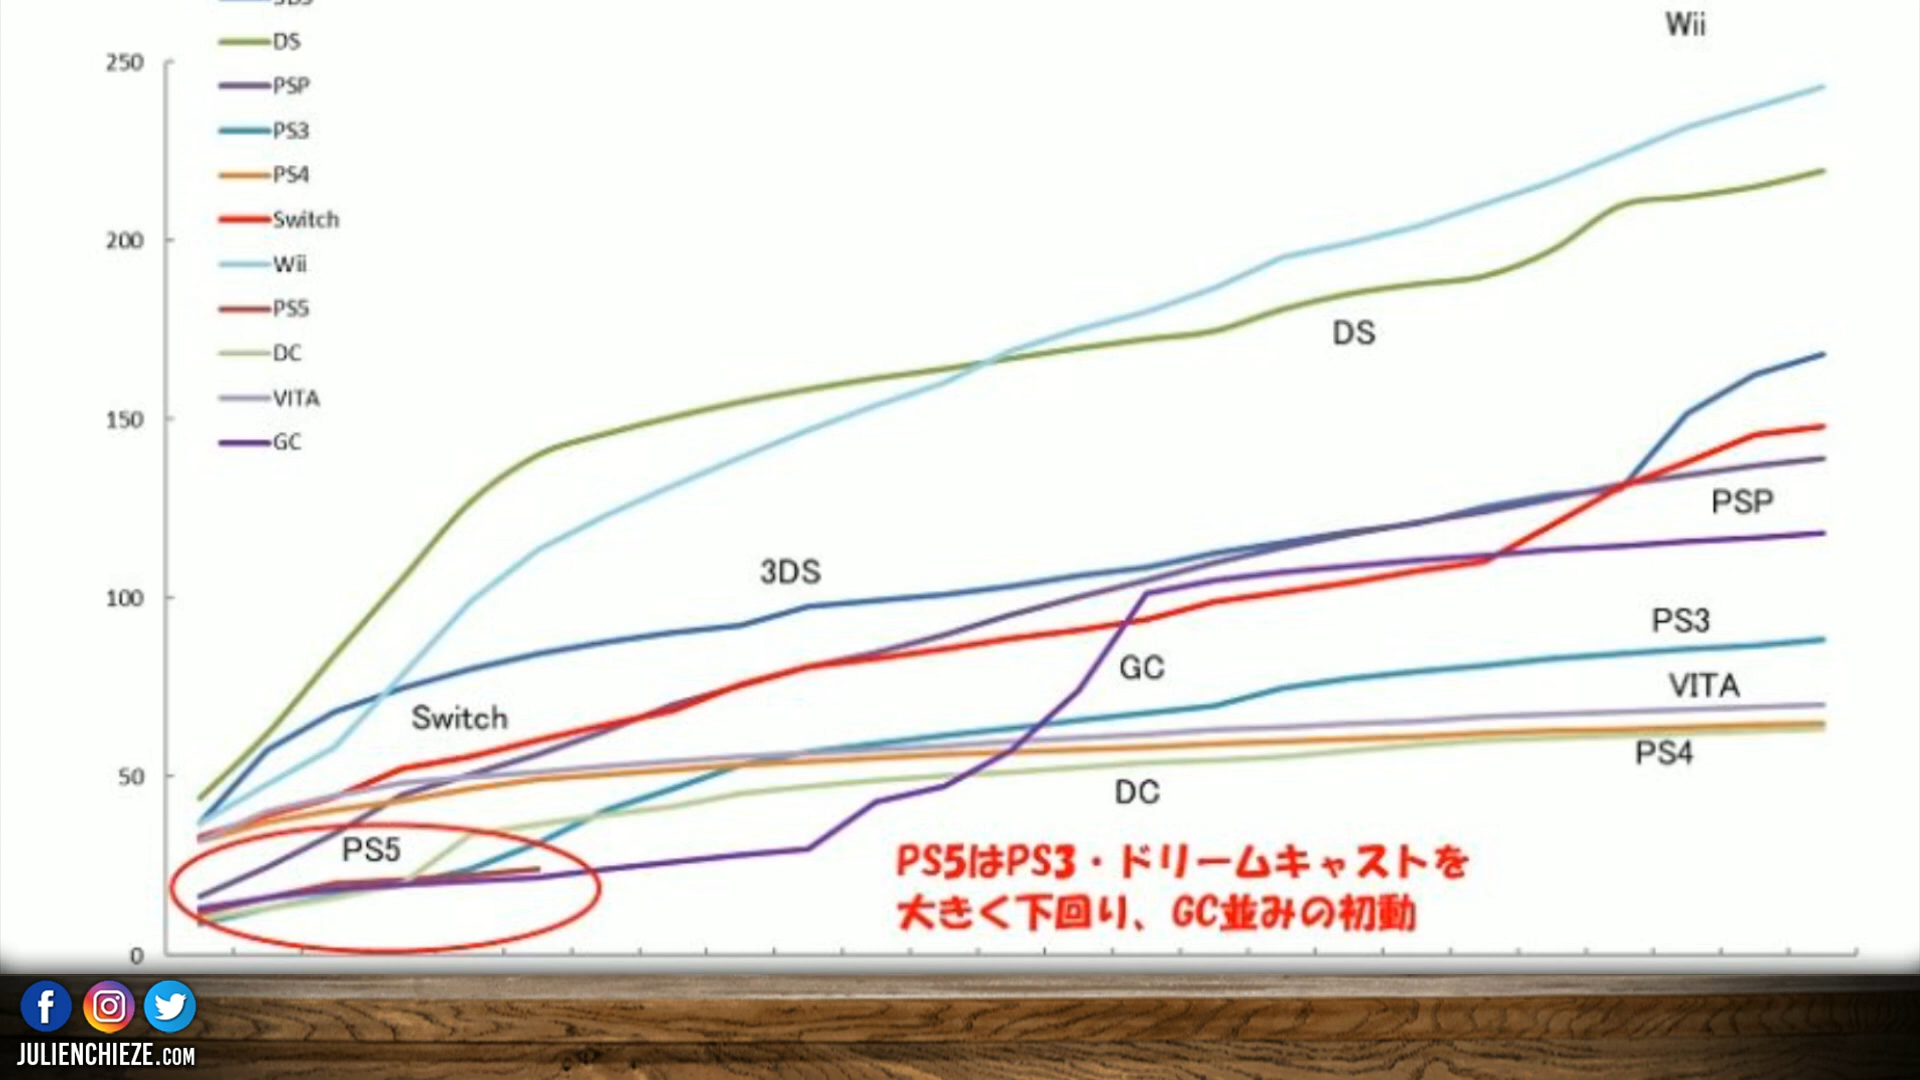 3DS
DS
PSP
PS3
PS4
Switch
Wii
PS5
DC
VITA
GC
250
200
150
100
50
0
Wii
DS
3DS
PSP
Switch
GC
PS3
VITA
PS4
DC
PS5
PS5はPS3・ドリームキャストを
大きく下回り、GC並みの初動
JULIENCHIEZE.COM